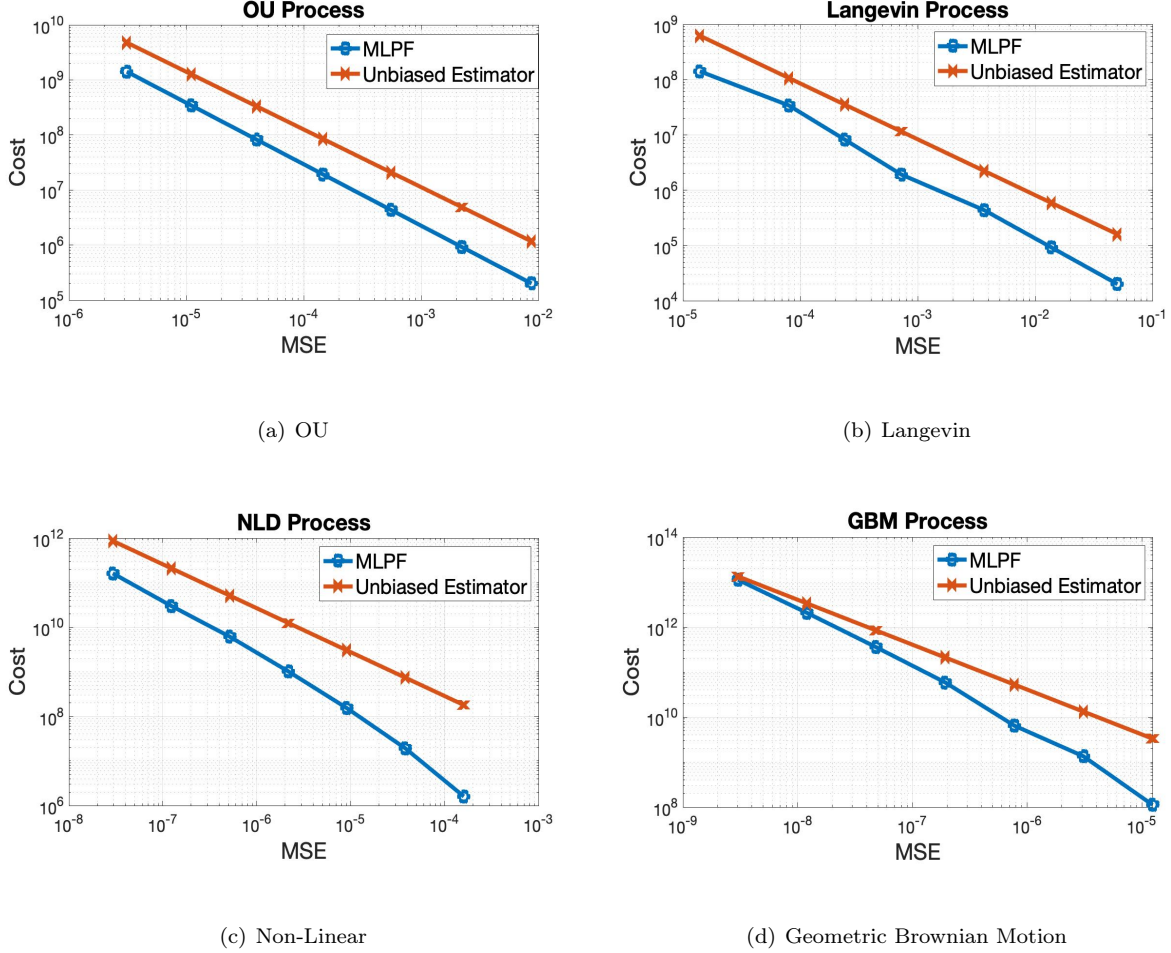 OU Process
10^10
10^9
10^8
10^7
10^6
10^5
Cost
MLPF
Unbiased Estimator
10^-6
10^-5
10^-4
10^-3
10^-2
MSE
(a) OU
Langevin Process
10^9
10^8
10^7
10^6
10^5
10^4
Cost
MLPF
Unbiased Estimator
10^-5
10^-4
10^-3
10^-2
10^-1
MSE
(b) Langevin
NLD Process
10^12
10^10
10^8
10^6
Cost
MLPF
Unbiased Estimator
10^-8
10^-7
10^-6
10^-5
10^-4
10^-3
MSE
(c) Non-Linear
GBM Process
10^14
10^12
10^10
10^8
Cost
MLPF
Unbiased Estimator
10^-9
10^-8
10^-7
10^-6
10^-5
MSE
(d) Geometric Brownian Motion